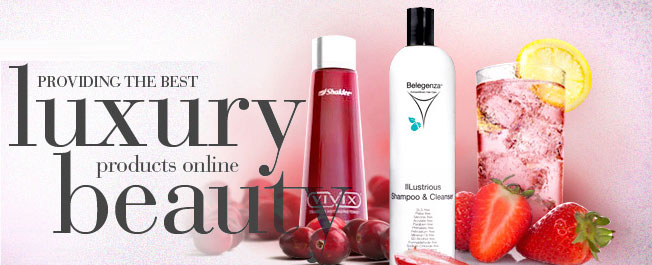 PROVIDING THE BEST
luxury
products online
beauty
Shaklee
VIVIX
Belegenza
IlLustrious
Shampoo & Cleanser